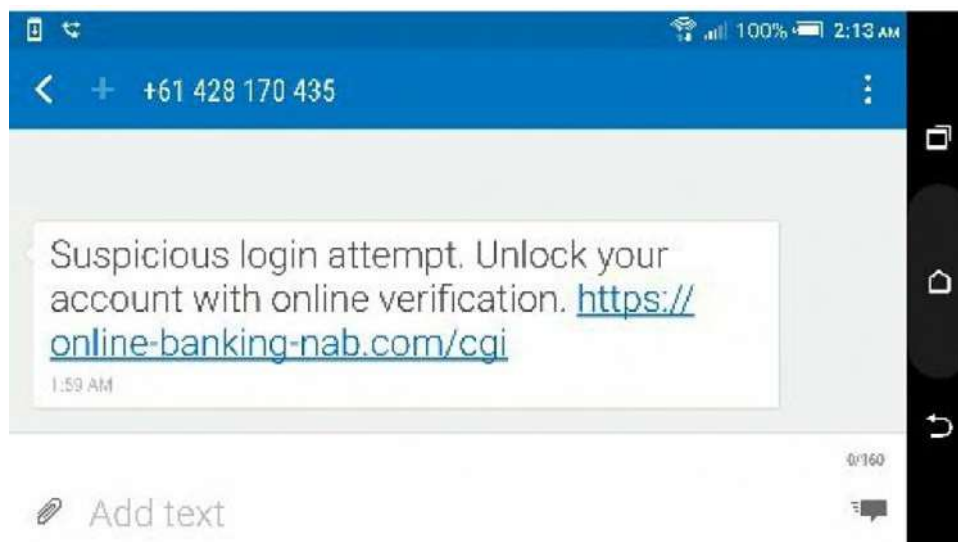 100% 2:13 AM
+61 428 170 435
Suspicious login attempt. Unlock your
account with online verification. https://
online-banking-nab.com/cgi
1:59 AM
0/160
Add text